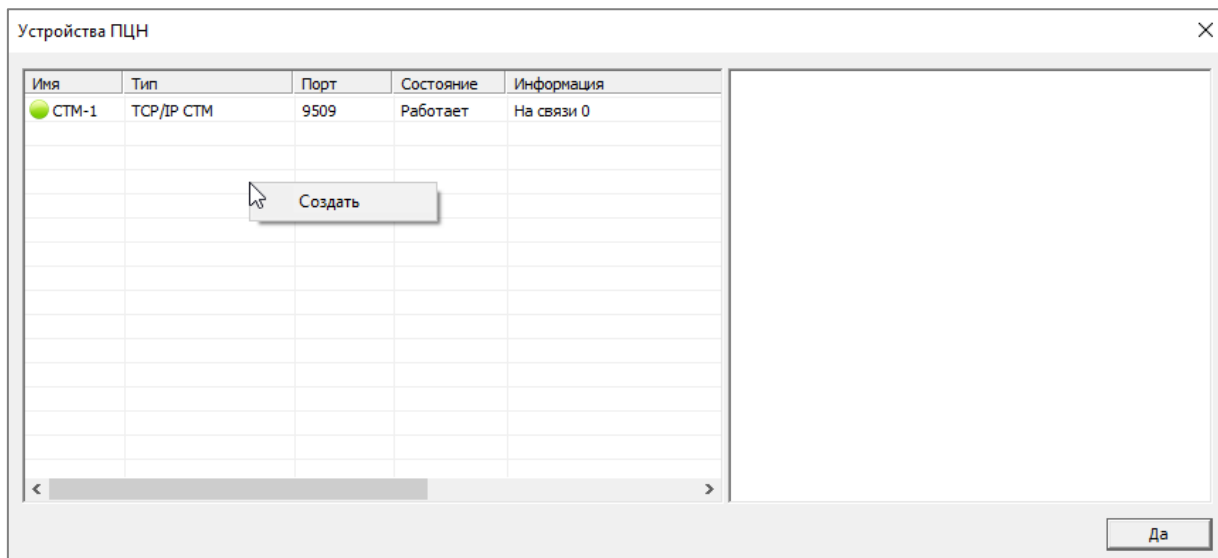 Устройства ПЦН
Имя Тип Порт Состояние Информация
СТМ-1 TCP/IP СТМ 9509 Работает На связи 0
Создать
Да